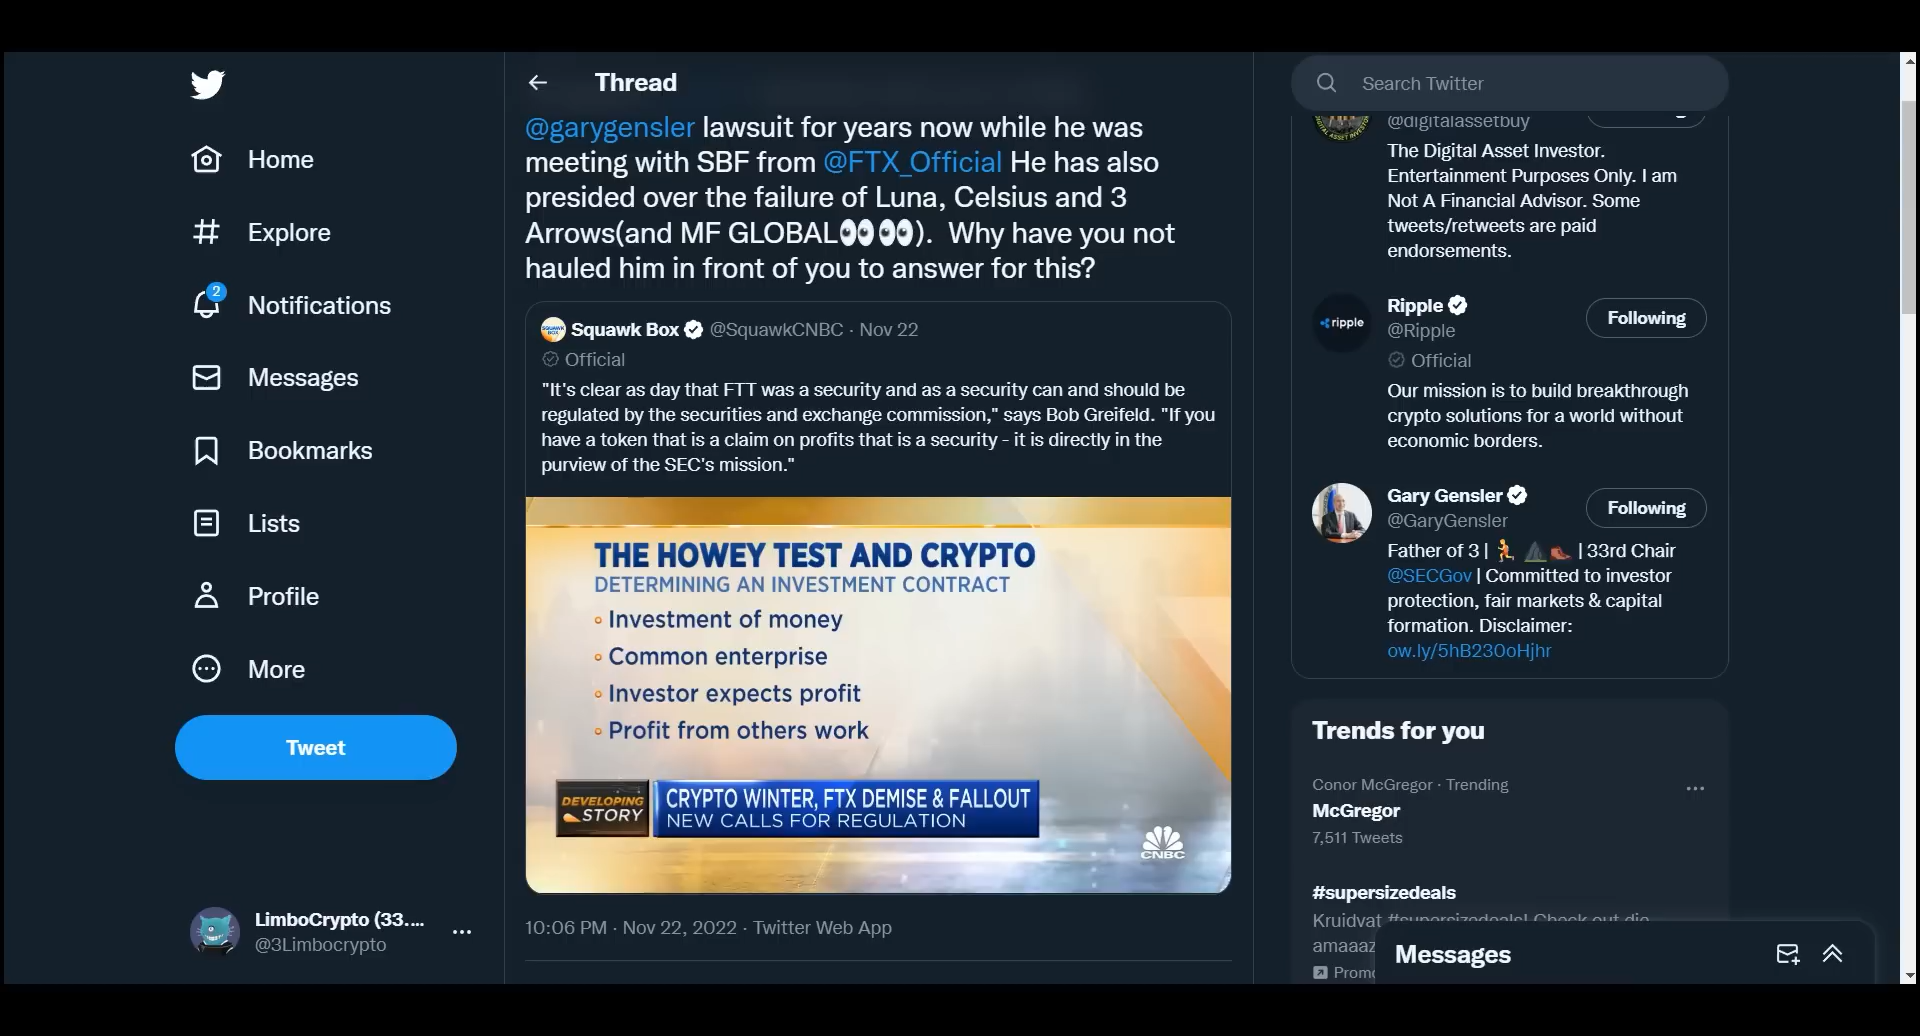 Thread
@garygensler lawsuit for years now while he was
meeting with SBF from @FTX_Official He has also
presided over the failure of Luna, Celsius and 3
Arrows(and MF GLOBAL👀👀). Why have you not
hauled him in front of you to answer for this?
SQUAWK BOX
Squawk Box @SquawkCNBC · Nov 22
Official
"It's clear as day that FTT was a security and as a security can and should be
regulated by the securities and exchange commission," says Bob Greifeld. "If you
have a token that is a claim on profits that is a security - it is directly in the
purview of the SEC's mission."
THE HOWEY TEST AND CRYPTO
DETERMINING AN INVESTMENT CONTRACT
• Investment of money
• Common enterprise
• Investor expects profit
• Profit from others work
DEVELOPING
STORY
CRYPTO WINTER, FTX DEMISE & FALLOUT
NEW CALLS FOR REGULATION
CNBC
10:06 PM · Nov 22, 2022 · Twitter Web App
Home
Explore
2
Notifications
Messages
Bookmarks
Lists
Profile
More
Tweet
LimboCrypto (33....
@3Limbocrypto
Search Twitter
@digitalassetbuy
The Digital Asset Investor.
Entertainment Purposes Only. I am
Not A Financial Advisor. Some
tweets/retweets are paid
endorsements.
ripple
Ripple
@Ripple
Following
Official
Our mission is to build breakthrough
crypto solutions for a world without
economic borders.
Gary Gensler
@GaryGensler
Following
Father of 3 | 🏃 ⛰🥾 | 33rd Chair
@SECGov | Committed to investor
protection, fair markets & capital
formation. Disclaimer:
ow.ly/5hB230oHjhr
Trends for you
Conor McGregor · Trending
McGregor
7,511 Tweets
#supersizedeals
Kruidvat #supersizedeals! Check out die
Messages